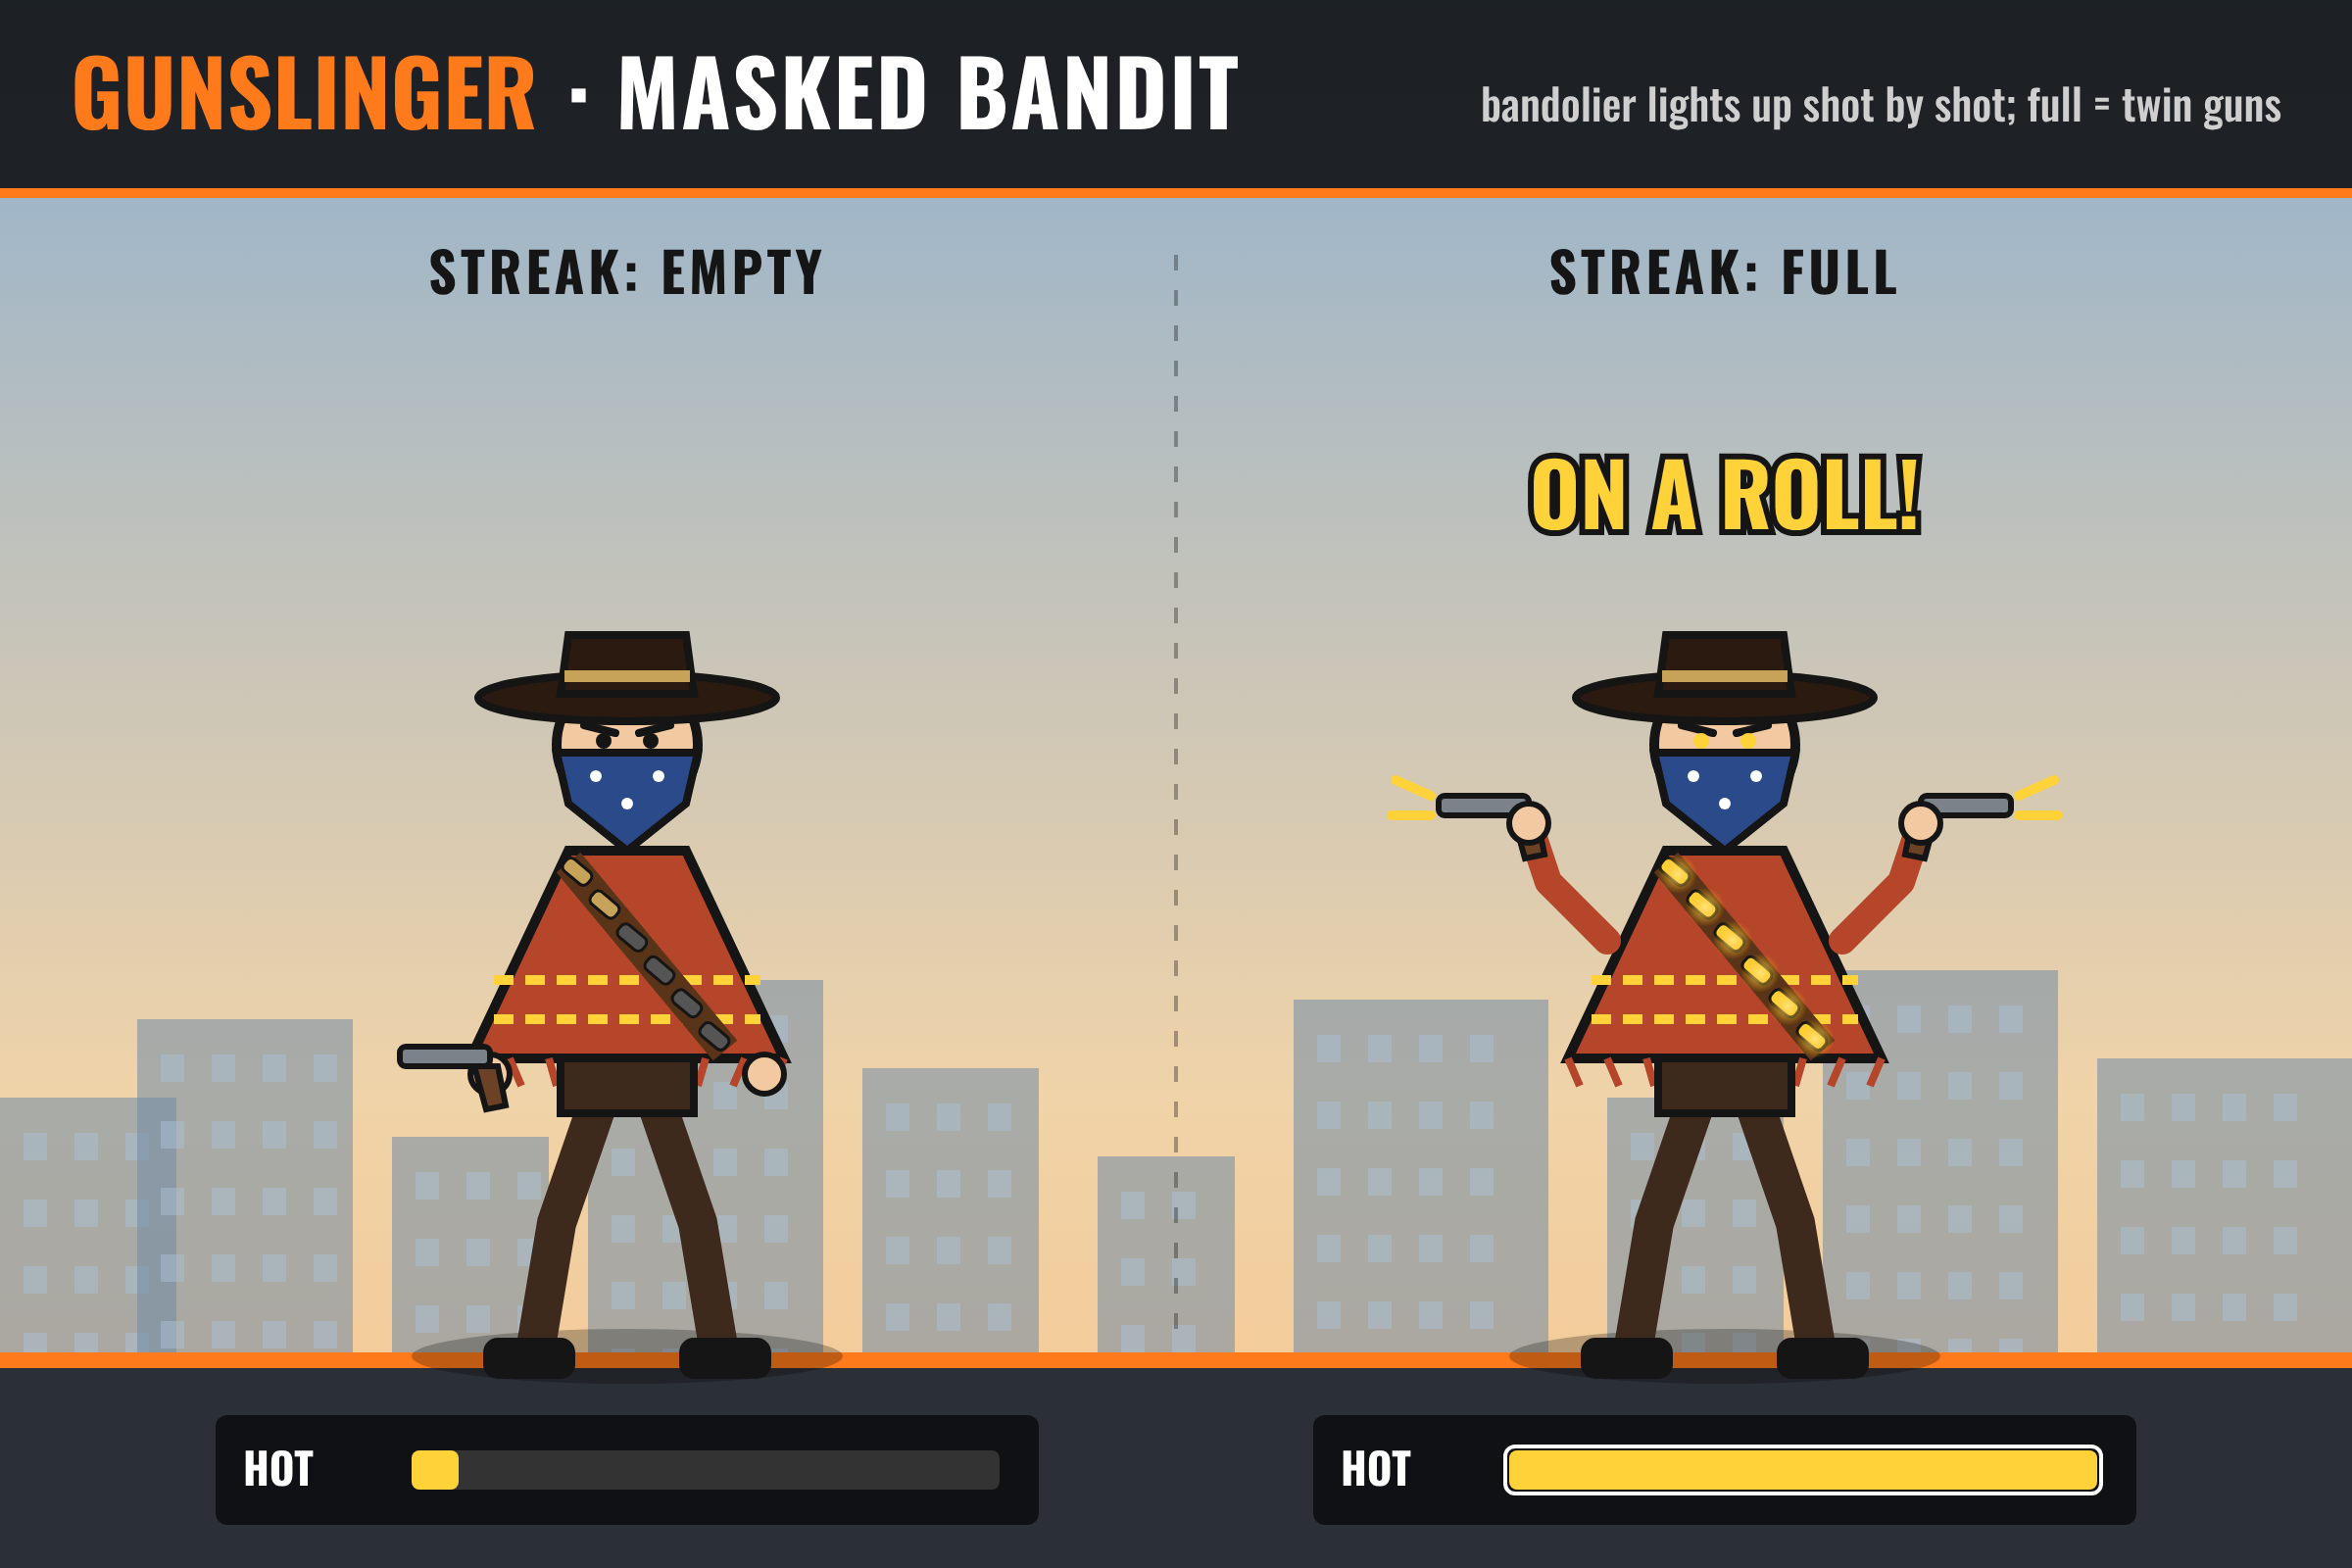 GUNSLINGER · MASKED BANDIT
bandolier lights up shot by shot; full = twin guns
STREAK: EMPTY
STREAK: FULL
ON A ROLL!
HOT
HOT